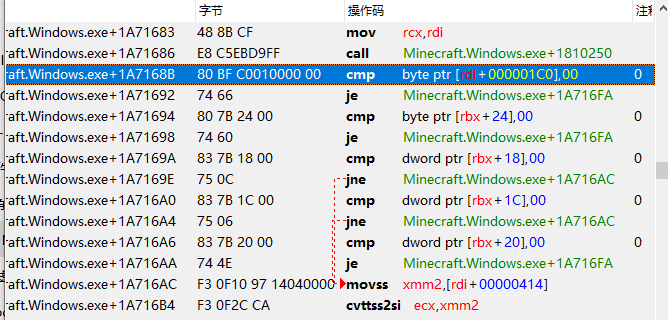 字节 操作码 注释
raft.Windows.exe+1A71683 48 8B CF mov rcx,rdi
raft.Windows.exe+1A71686 E8 C5EBD9FF call Minecraft.Windows.exe+1810250
raft.Windows.exe+1A7168B 80 BF C0010000 00 cmp byte ptr [rdi+000001C0],00 0
raft.Windows.exe+1A71692 74 66 je Minecraft.Windows.exe+1A716FA
raft.Windows.exe+1A71694 80 7B 24 00 cmp byte ptr [rbx+24],00 0
raft.Windows.exe+1A71698 74 60 je Minecraft.Windows.exe+1A716FA
raft.Windows.exe+1A7169A 83 7B 18 00 cmp dword ptr [rbx+18],00 0
raft.Windows.exe+1A7169E 75 0C jne Minecraft.Windows.exe+1A716AC
raft.Windows.exe+1A716A0 83 7B 1C 00 cmp dword ptr [rbx+1C],00 0
raft.Windows.exe+1A716A4 75 06 jne Minecraft.Windows.exe+1A716AC
raft.Windows.exe+1A716A6 83 7B 20 00 cmp dword ptr [rbx+20],00 0
raft.Windows.exe+1A716AA 74 4E je Minecraft.Windows.exe+1A716FA
raft.Windows.exe+1A716AC F3 0F10 97 14040000 movss xmm2,[rdi+00000414]
raft.Windows.exe+1A716B4 F3 0F2C CA cvttss2si ecx,xmm2